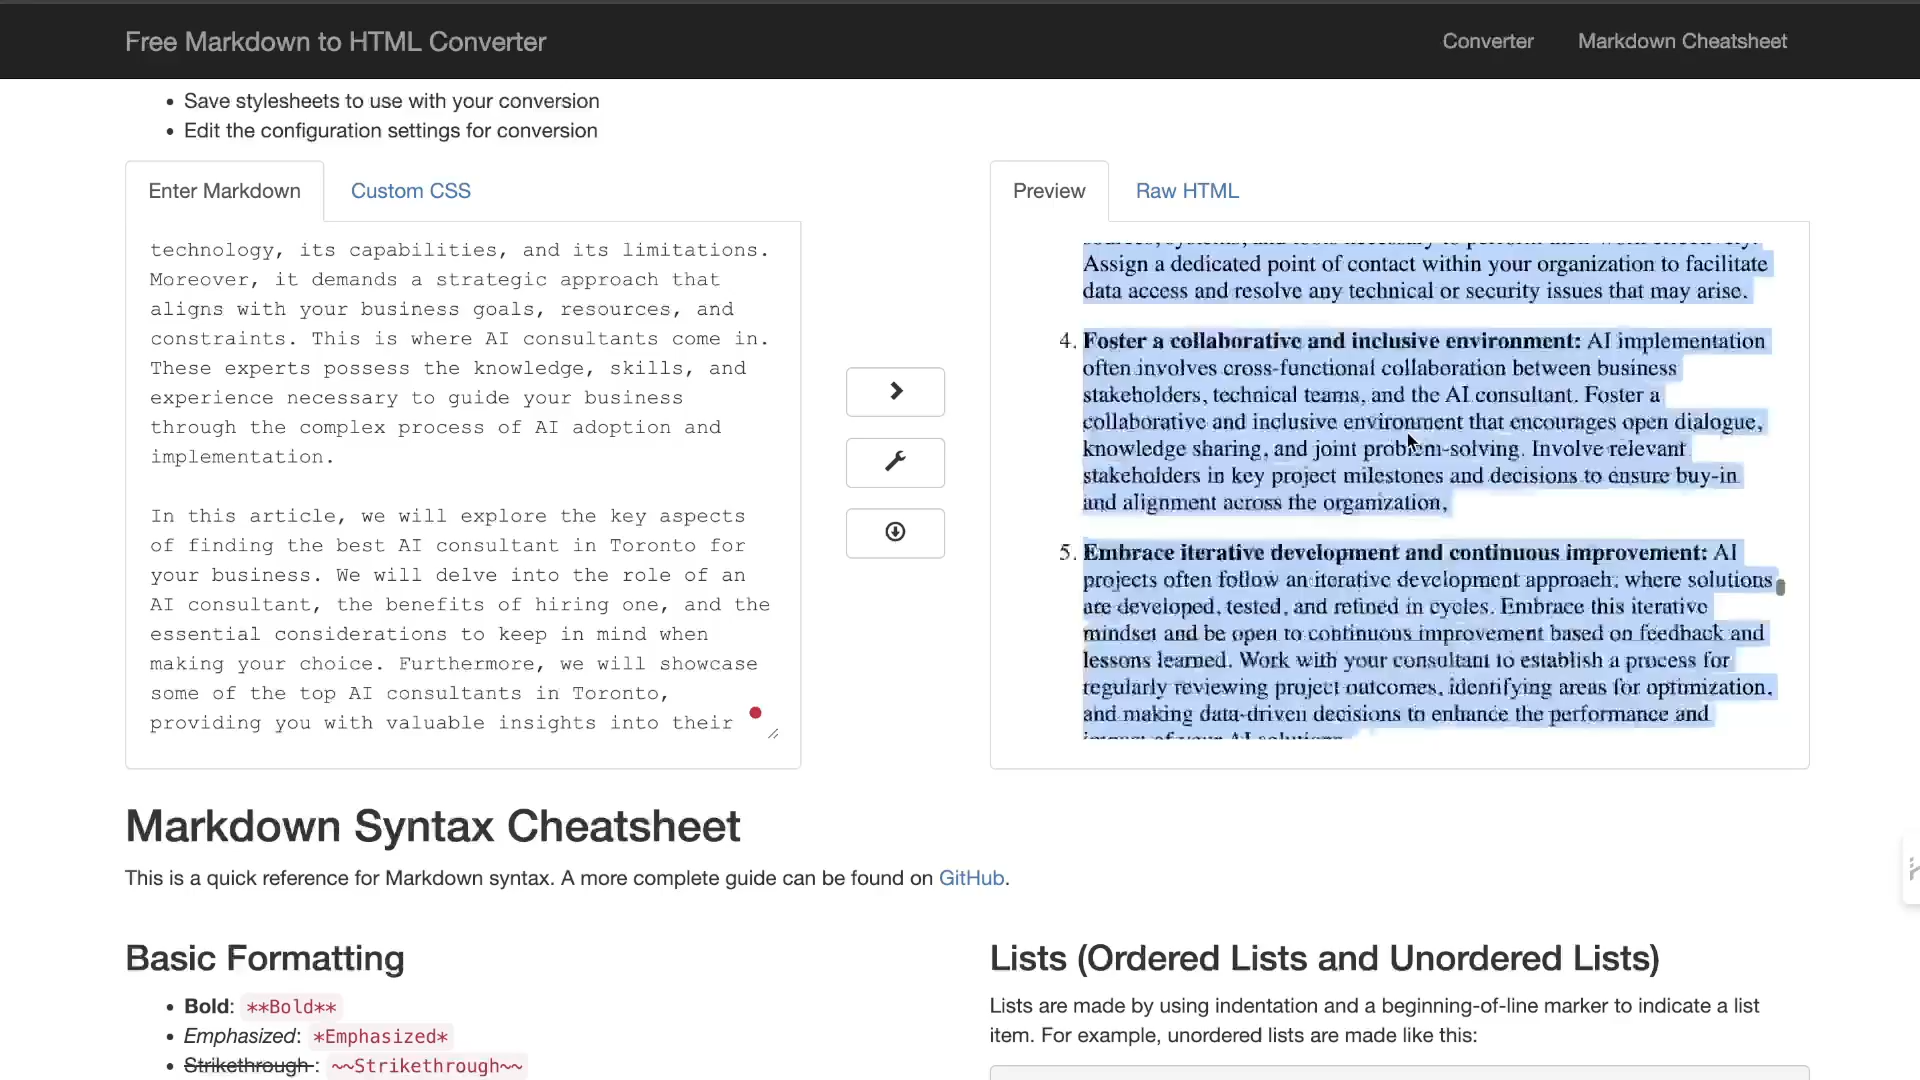 Free Markdown to HTML Converter
Converter
Markdown Cheatsheet
Save stylesheets to use with your conversion
Edit the configuration settings for conversion
Enter Markdown
Custom CSS
technology, its capabilities, and its limitations.
Moreover, it demands a strategic approach that
aligns with your business goals, resources, and
constraints. This is where AI consultants come in.
These experts possess the knowledge, skills, and
experience necessary to guide your business
through the complex process of AI adoption and
implementation.
In this article, we will explore the key aspects
of finding the best AI consultant in Toronto for
your business. We will delve into the role of an
AI consultant, the benefits of hiring one, and the
essential considerations to keep in mind when
making your choice. Furthermore, we will showcase
some of the top AI consultants in Toronto,
providing you with valuable insights into their
Preview
Raw HTML
sources, systems, and tools necessary to perform their work effectively.
Assign a dedicated point of contact within your organization to facilitate
data access and resolve any technical or security issues that may arise.
4. Foster a collaborative and inclusive environment: AI implementation
often involves cross-functional collaboration between business
stakeholders, technical teams, and the AI consultant. Foster a
collaborative and inclusive environment that encourages open dialogue,
knowledge sharing, and joint problem-solving. Involve relevant
stakeholders in key project milestones and decisions to ensure buy-in
and alignment across the organization.
5. Embrace iterative development and continuous improvement: AI
projects often follow an iterative development approach, where solutions
are developed, tested, and refined in cycles. Embrace this iterative
mindset and be open to continuous improvement based on feedback and
lessons learned. Work with your consultant to establish a process for
regularly reviewing project outcomes, identifying areas for optimization,
and making data-driven decisions to enhance the performance and
impact of your AI solutions.
Markdown Syntax Cheatsheet
This is a quick reference for Markdown syntax. A more complete guide can be found on GitHub.
Basic Formatting
Bold: **Bold**
Emphasized: *Emphasized*
Strikethrough : ~~Strikethrough~~
Lists (Ordered Lists and Unordered Lists)
Lists are made by using indentation and a beginning-of-line marker to indicate a list
item. For example, unordered lists are made like this: